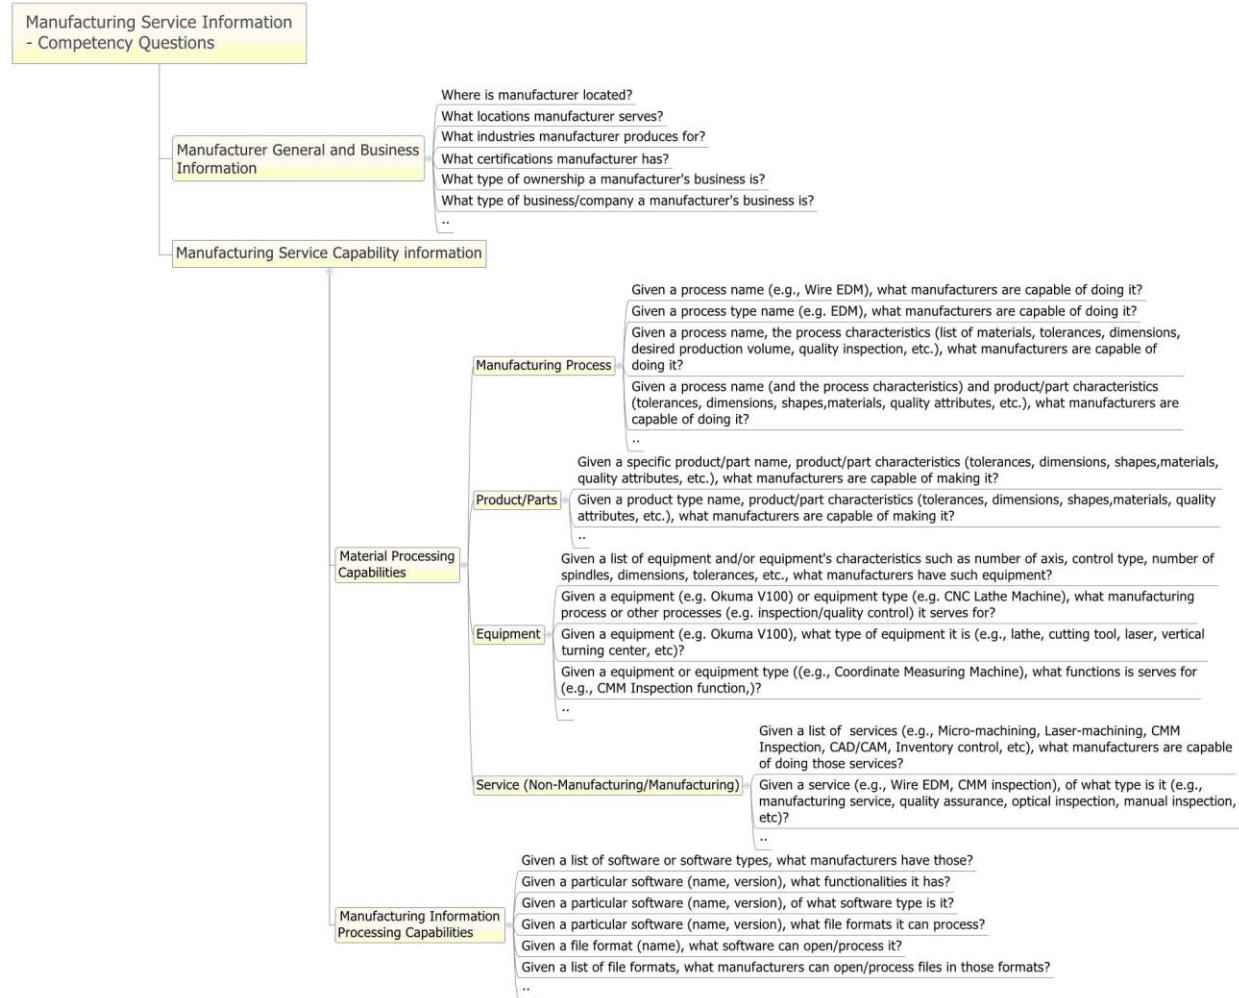 Manufacturing Service Information
- Competency Questions
Where is manufacturer located?
What locations manufacturer serves?
What industries manufacturer produces for?
Manufacturer General and Business
Information
What certifications manufacturer has?
What type of ownership a manufacturer's business is?
What type of business/company a manufacturer's business is?
..
Manufacturing Service Capability information
Given a process name (e.g., Wire EDM), what manufacturers are capable of doing it?
Given a process type name (e.g. EDM), what manufacturers are capable of doing it?
Given a process name, the process characteristics (list of materials, tolerances, dimensions,
desired production volume, quality inspection, etc.), what manufacturers are capable of
doing it?
Manufacturing Process
Given a process name (and the process characteristics) and product/part characteristics
(tolerances, dimensions, shapes,materials, quality attributes, etc.), what manufacturers are
capable of doing it?
..
Given a specific product/part name, product/part characteristics (tolerances, dimensions, shapes,materials,
quality attributes, etc.), what manufacturers are capable of making it?
Product/Parts
Given a product type name, product/part characteristics (tolerances, dimensions, shapes,materials, quality
attributes, etc.), what manufacturers are capable of making it?
..
Material Processing
Capabilities
Given a list of equipment and/or equipment's characteristics such as number of axis, control type, number of
spindles, dimensions, tolerances, etc., what manufacturers have such equipment?
Given a equipment (e.g. Okuma V100) or equipment type (e.g. CNC Lathe Machine), what manufacturing
process or other processes (e.g. inspection/quality control) it serves for?
Equipment
Given a equipment (e.g. Okuma V100), what type of equipment it is (e.g., lathe, cutting tool, laser, vertical
turning center, etc)?
Given a equipment or equipment type ((e.g., Coordinate Measuring Machine), what functions is serves for
(e.g., CMM Inspection function,)?
..
Given a list of  services (e.g., Micro-machining, Laser-machining, CMM
Inspection, CAD/CAM, Inventory control, etc), what manufacturers are capable
of doing those services?
Service (Non-Manufacturing/Manufacturing)
Given a service (e.g., Wire EDM, CMM inspection), of what type is it (e.g.,
manufacturing service, quality assurance, optical inspection, manual inspection,
etc)?
..
Given a list of software or software types, what manufacturers have those?
Given a particular software (name, version), what functionalities it has?
Given a particular software (name, version), of what software type is it?
Manufacturing Information
Processing Capabilities
Given a particular software (name, version), what file formats it can process?
Given a file format (name), what software can open/process it?
Given a list of file formats, what manufacturers can open/process files in those formats?
..